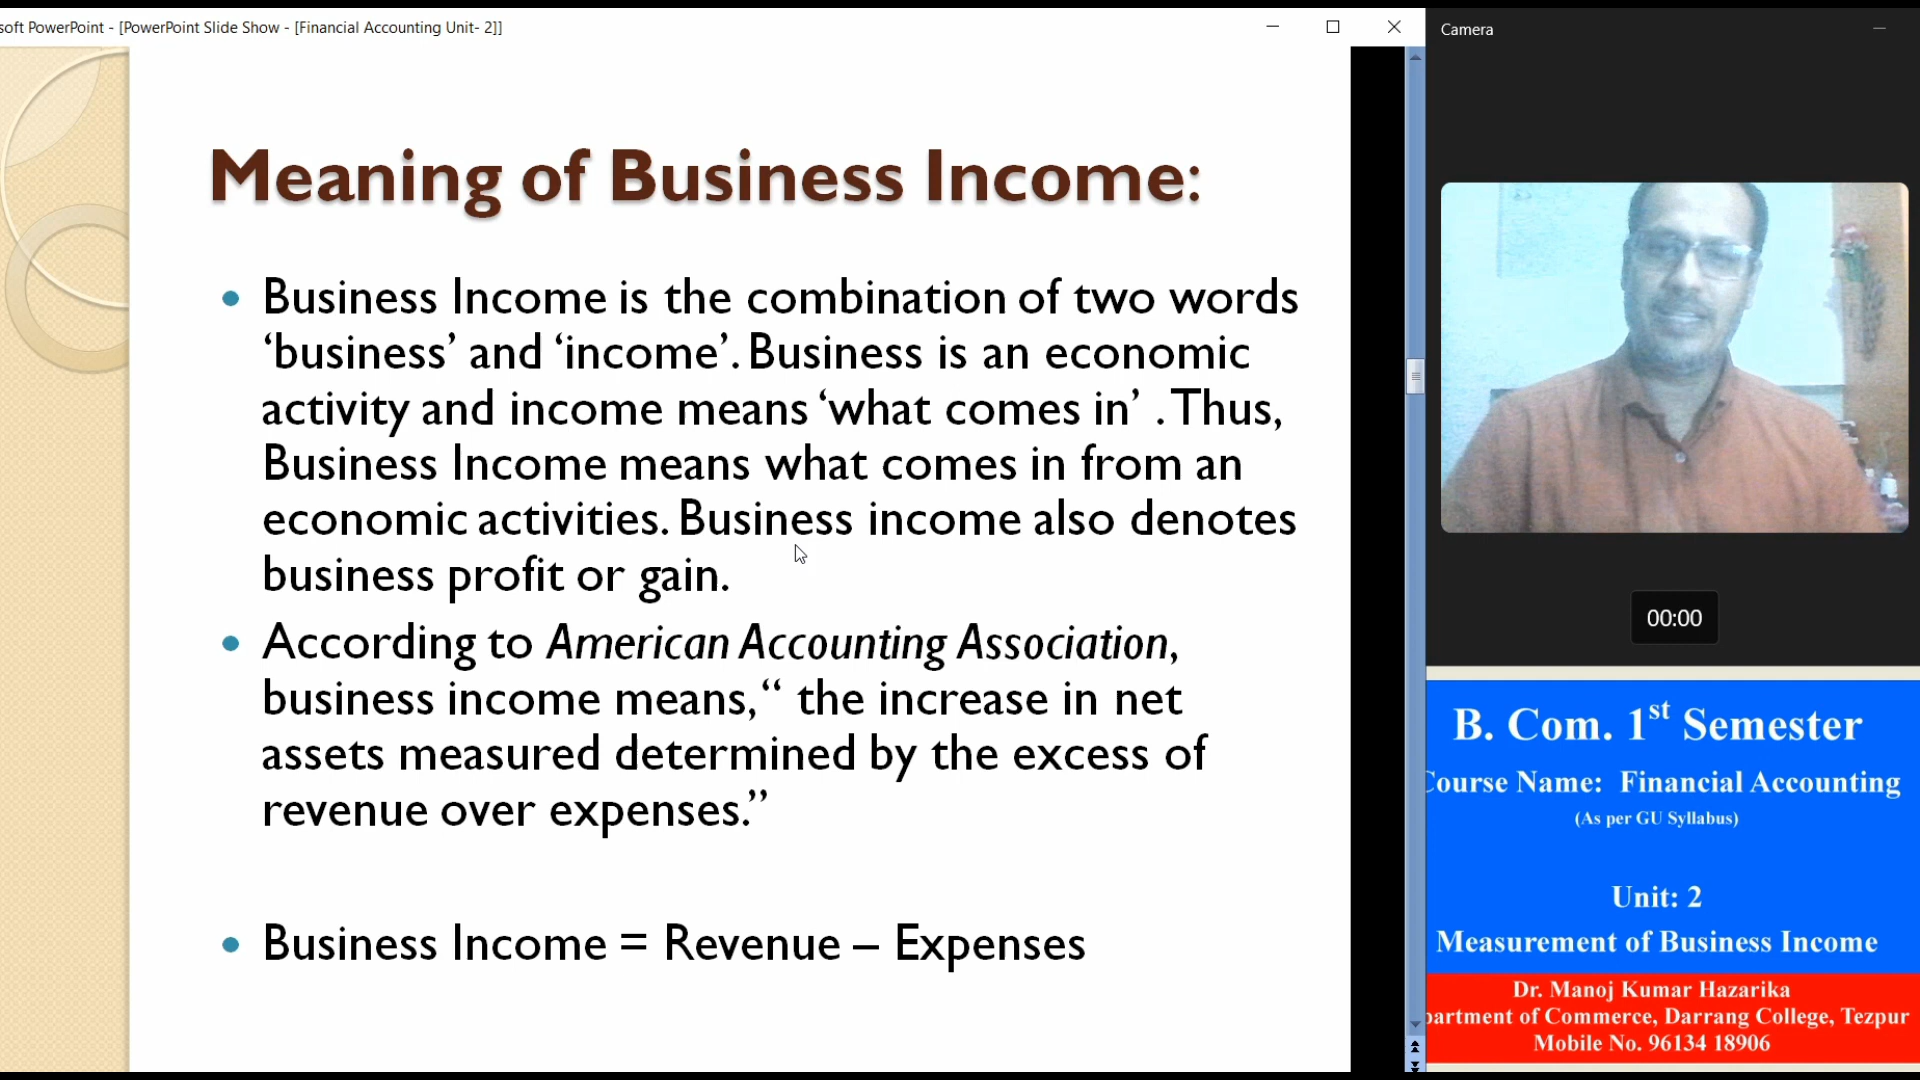 soft PowerPoint - [PowerPoint Slide Show - [Financial Accounting Unit- 2]]
Meaning of Business Income:
• Business Income is the combination of two words
‘business’ and ‘income’. Business is an economic
activity and income means ‘what comes in’ . Thus,
Business Income means what comes in from an
economic activities. Business income also denotes
business profit or gain.
• According to American Accounting Association,
business income means,“ the increase in net
assets measured determined by the excess of
revenue over expenses.”
• Business Income = Revenue – Expenses
Camera
00:00
B. Com. 1st Semester
Course Name: Financial Accounting
(As per GU Syllabus)
Unit: 2
Measurement of Business Income
Dr. Manoj Kumar Hazarika
partment of Commerce, Darrang College, Tezpur
Mobile No. 96134 18906